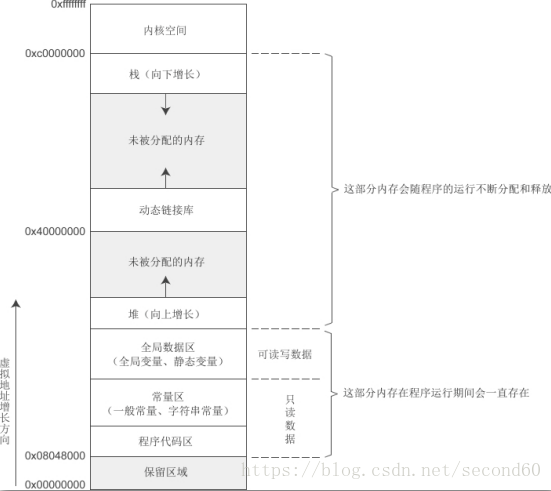 0xffffffff
内核空间
0xc0000000
栈（向下增长）
未被分配的内存
这部分内存会随程序的运行不断分配和释放
动态链接库
0x40000000
未被分配的内存
堆（向上增长）
全局数据区
（全局变量、静态变量）
可读写数据
虚拟地址增长方向
常量区
（一般常量、字符串常量）
只读数据
这部分内存在程序运行期间会一直存在
程序代码区
0x08048000
保留区域
0x00000000
https://blog.csdn.net/second60